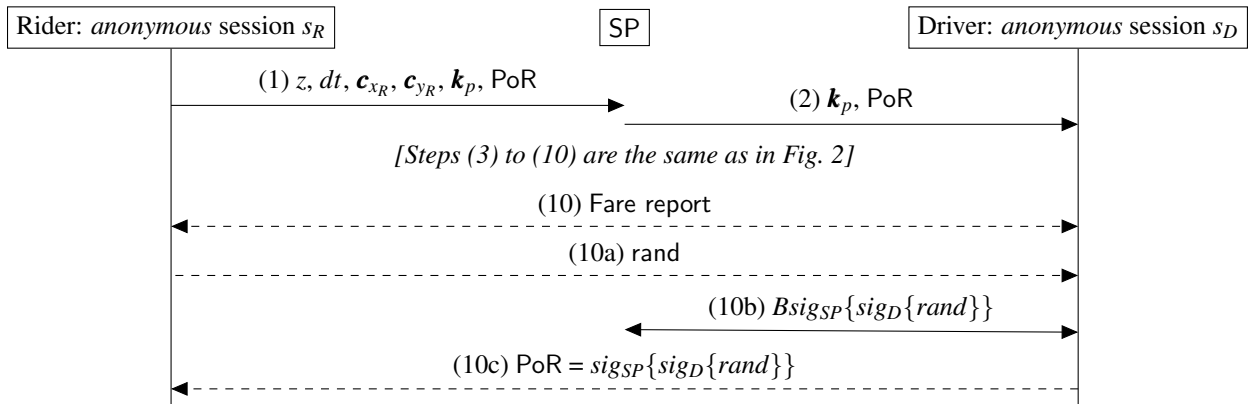 Rider: anonymous session s_R
SP
Driver: anonymous session s_D
(1) z, dt, c_{x_R}, c_{y_R}, k_p, PoR
(2) k_p, PoR
[Steps (3) to (10) are the same as in Fig. 2]
(10) Fare report
(10a) rand
(10b) Bsig_{SP}{sig_D{rand}}
(10c) PoR = sig_{SP}{sig_D{rand}}